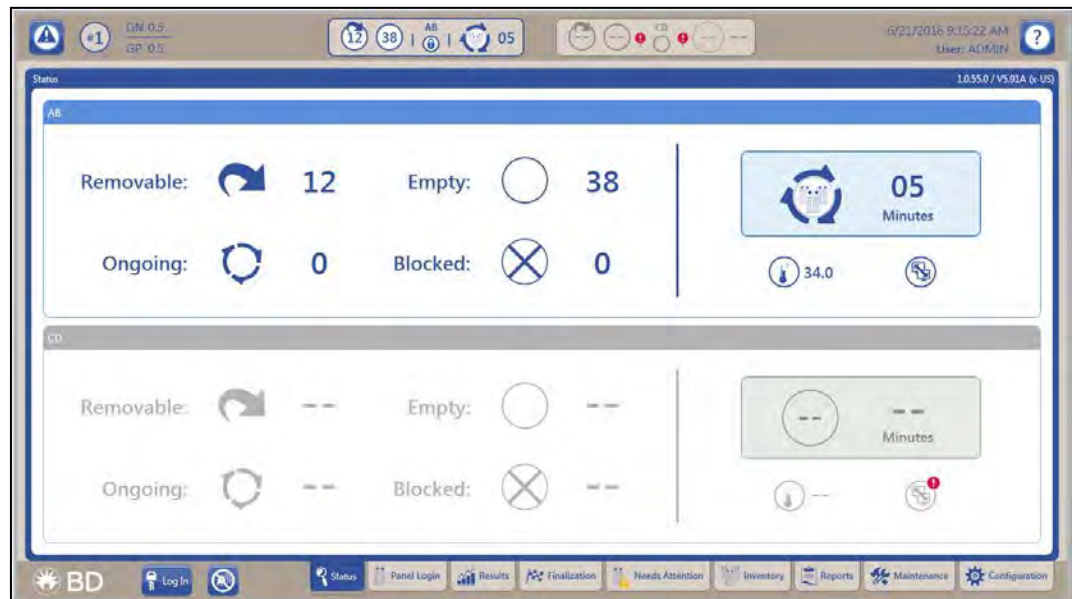 #1
GN 0.5
GP 0.5
12 38 | AB | 05
-- -- CD -- --
6/21/2016 9:15:22 AM
User: ADMIN
?
Status
1.0.55.0 / V5.91A (x-US)
AB
Removable: 12 Empty: 38
05
Minutes
Ongoing: 0 Blocked: 0
34.0
CD
Removable: -- Empty: --
-- --
Minutes
Ongoing: -- Blocked: --
--
BD
Log In
Status
Panel Login
Results
Finalization
Needs Attention
Inventory
Reports
Maintenance
Configuration